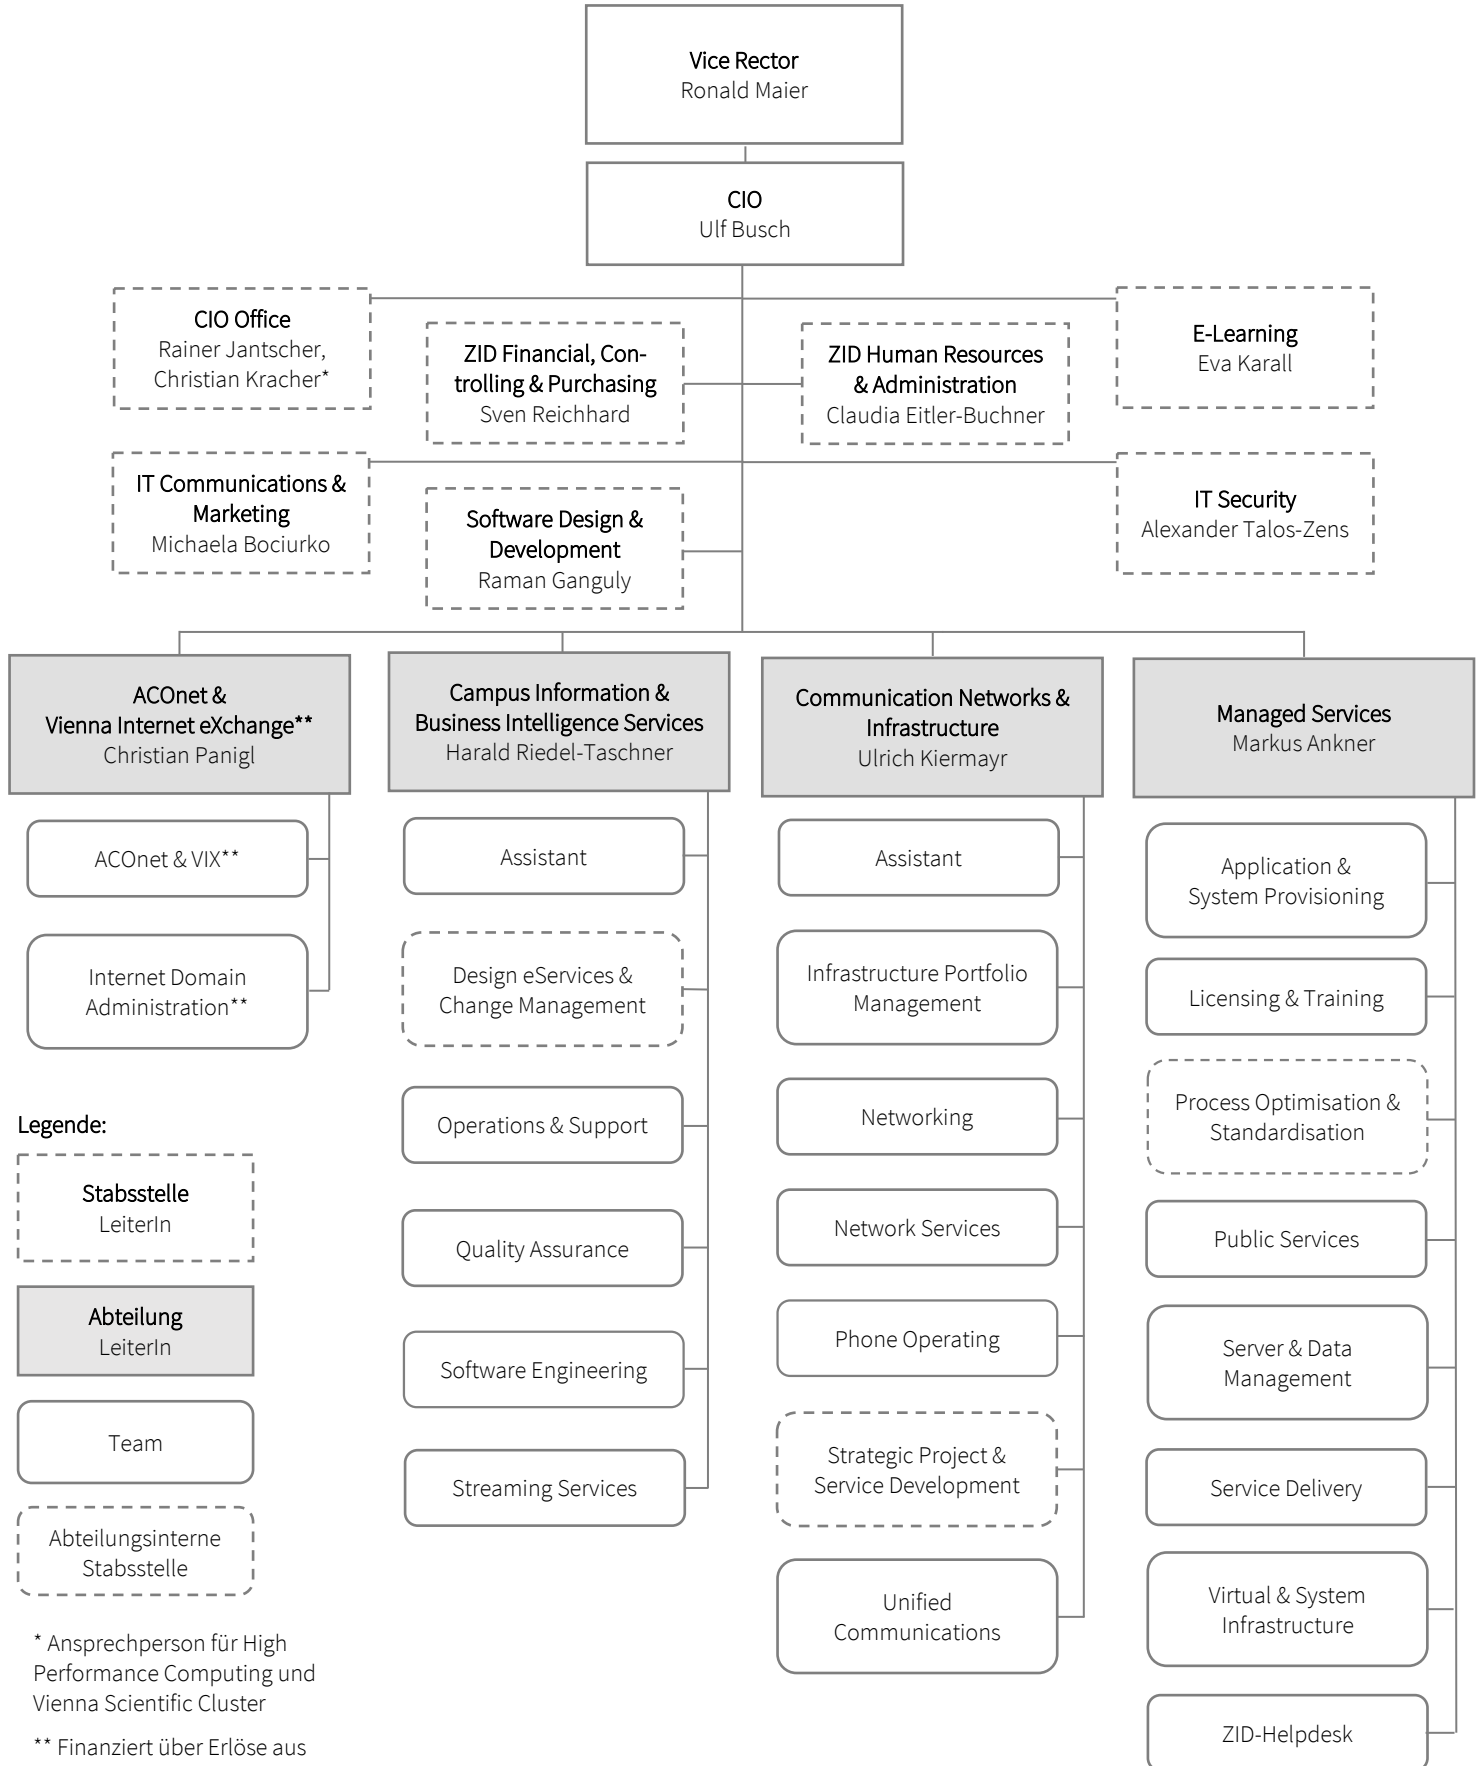 Vice Rector
Ronald Maier
CIO
Ulf Busch
CIO Office
Rainer Jantscher,
Christian Kracher*
ZID Financial, Con-
trolling & Purchasing
Sven Reichhard
ZID Human Resources
& Administration
Claudia Eitler-Buchner
E-Learning
Eva Karall
IT Communications &
Marketing
Michaela Bociurko
Software Design &
Development
Raman Ganguly
IT Security
Alexander Talos-Zens
ACOnet &
Vienna Internet eXchange**
Christian Panigl
ACOnet & VIX**
Internet Domain
Administration**
Campus Information &
Business Intelligence Services
Harald Riedel-Taschner
Assistant
Design eServices &
Change Management
Operations & Support
Quality Assurance
Software Engineering
Streaming Services
Communication Networks &
Infrastructure
Ulrich Kiermayr
Assistant
Infrastructure Portfolio
Management
Networking
Network Services
Phone Operating
Strategic Project &
Service Development
Unified
Communications
Managed Services
Markus Ankner
Application &
System Provisioning
Licensing & Training
Process Optimisation &
Standardisation
Public Services
Server & Data
Management
Service Delivery
Virtual & System
Infrastructure
ZID-Helpdesk
Legende:
Stabsstelle
LeiterIn
Abteilung
LeiterIn
Team
Abteilungsinterne
Stabsstelle
* Ansprechperson für High
Performance Computing und
Vienna Scientific Cluster
** Finanziert über Erlöse aus